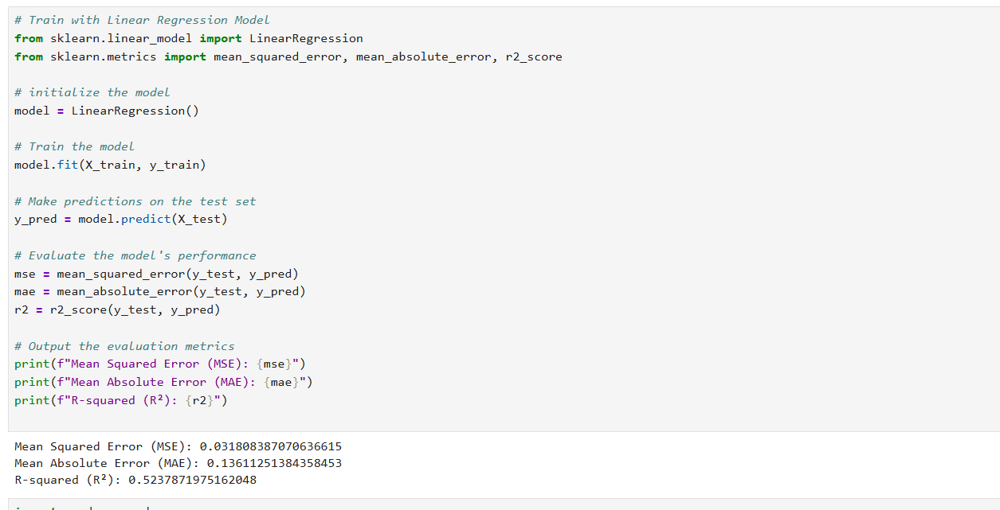 # Train with Linear Regression Model
from sklearn.linear_model import LinearRegression
from sklearn.metrics import mean_squared_error, mean_absolute_error, r2_score
# initialize the model
model = LinearRegression()
# Train the model
model.fit(X_train, y_train)
# Make predictions on the test set
y_pred = model.predict(X_test)
# Evaluate the model's performance
mse = mean_squared_error(y_test, y_pred)
mae = mean_absolute_error(y_test, y_pred)
r2 = r2_score(y_test, y_pred)
# Output the evaluation metrics
print(f"Mean Squared Error (MSE): {mse}")
print(f"Mean Absolute Error (MAE): {mae}")
print(f"R-squared (R²): {r2}")
Mean Squared Error (MSE): 0.031808387070636615
Mean Absolute Error (MAE): 0.13611251384358453
R-squared (R²): 0.5237871975162048